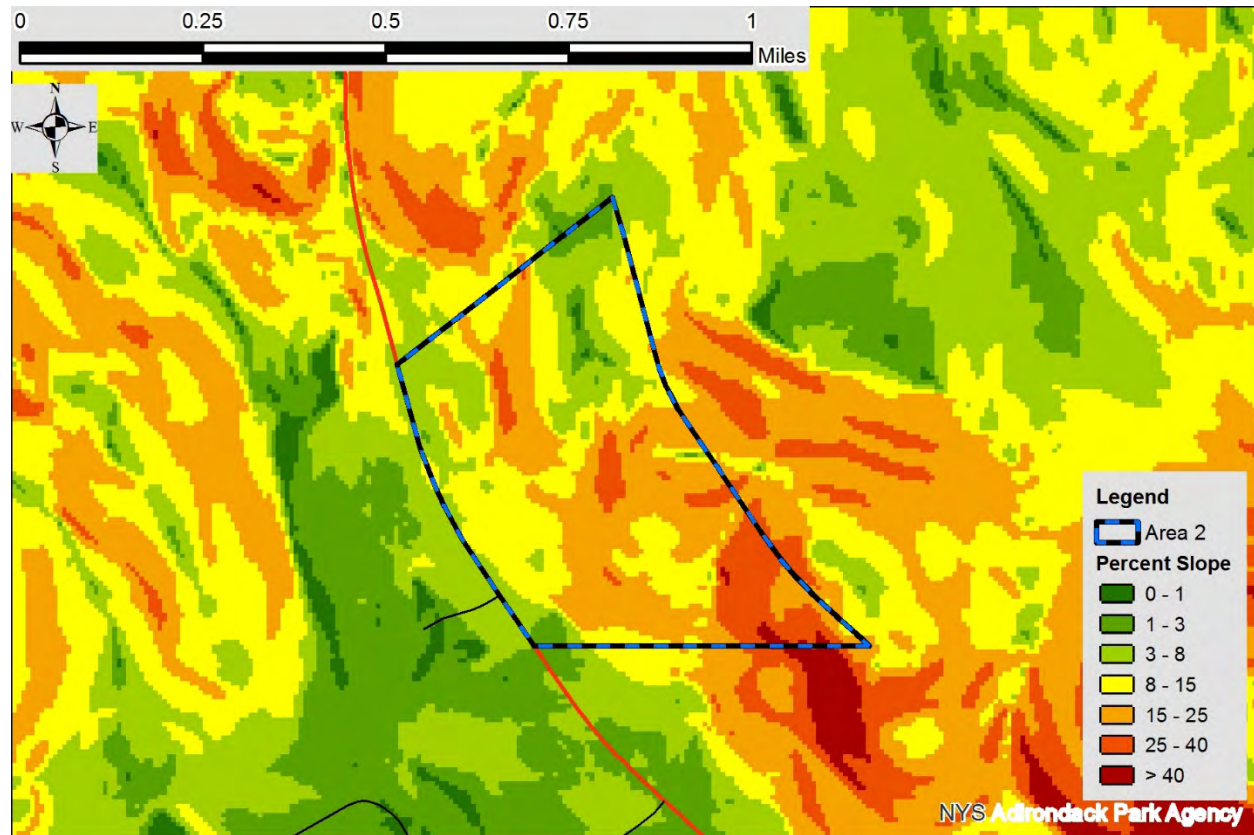 0 0.25 0.5 0.75 1
Miles
N
W E
S
Legend
Area 2
Percent Slope
0 - 1
1 - 3
3 - 8
8 - 15
15 - 25
25 - 40
> 40
NYS Adirondack Park Agency